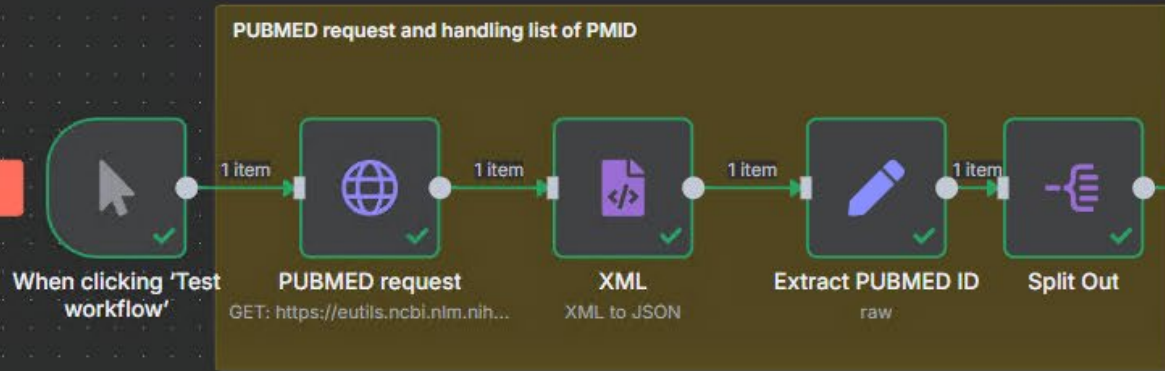 PUBMED request and handling list of PMID
1 item
1 item
1 item
1 item
When clicking ‘Test
workflow’
PUBMED request
GET: https://eutils.ncbi.nlm.nih...
XML
XML to JSON
Extract PUBMED ID
raw
Split Out